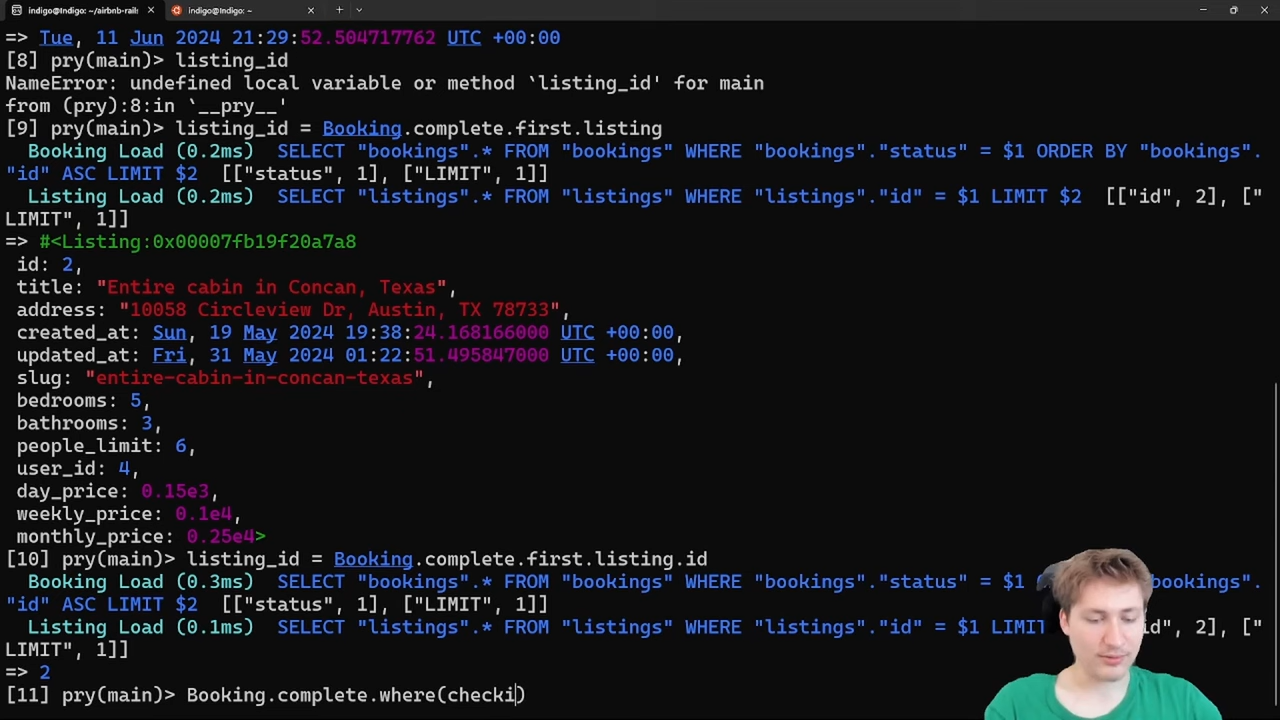 indigo@Indigo: ~/airbnb-rails
indigo@Indigo: ~
=> Tue, 11 Jun 2024 21:29:52.504717762 UTC +00:00
[8] pry(main)> listing_id
NameError: undefined local variable or method `listing_id' for main
from (pry):8:in `__pry__'
[9] pry(main)> listing_id = Booking.complete.first.listing
Booking Load (0.2ms)  SELECT "bookings".* FROM "bookings" WHERE "bookings"."status" = $1 ORDER BY "bookings".
"id" ASC LIMIT $2  [["status", 1], ["LIMIT", 1]]
Listing Load (0.2ms)  SELECT "listings".* FROM "listings" WHERE "listings"."id" = $1 LIMIT $2  [["id", 2], ["
LIMIT", 1]]
=> #<Listing:0x00007fb19f20a7a8
id: 2,
title: "Entire cabin in Concan, Texas",
address: "10058 Circleview Dr, Austin, TX 78733",
created_at: Sun, 19 May 2024 19:38:24.168166000 UTC +00:00,
updated_at: Fri, 31 May 2024 01:22:51.495847000 UTC +00:00,
slug: "entire-cabin-in-concan-texas",
bedrooms: 5,
bathrooms: 3,
people_limit: 6,
user_id: 4,
day_price: 0.15e3,
weekly_price: 0.1e4,
monthly_price: 0.25e4>
[10] pry(main)> listing_id = Booking.complete.first.listing.id
Booking Load (0.3ms)  SELECT "bookings".* FROM "bookings" WHERE "bookings"."status" = $1 bookings".
"id" ASC LIMIT $2  [["status", 1], ["LIMIT", 1]]
Listing Load (0.1ms)  SELECT "listings".* FROM "listings" WHERE "listings"."id" = $1 LIMIT id", 2], ["
LIMIT", 1]]
=> 2
[11] pry(main)> Booking.complete.where(checki)